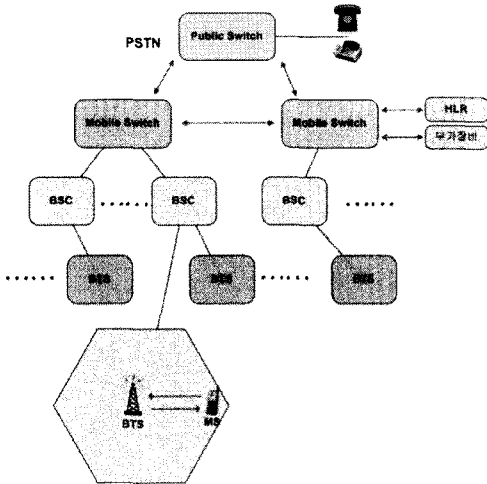 PSTN
Public Switch
Mobile Switch
Mobile Switch
HLR
부가장비
BSC
BSC
BSC
BTS
MS